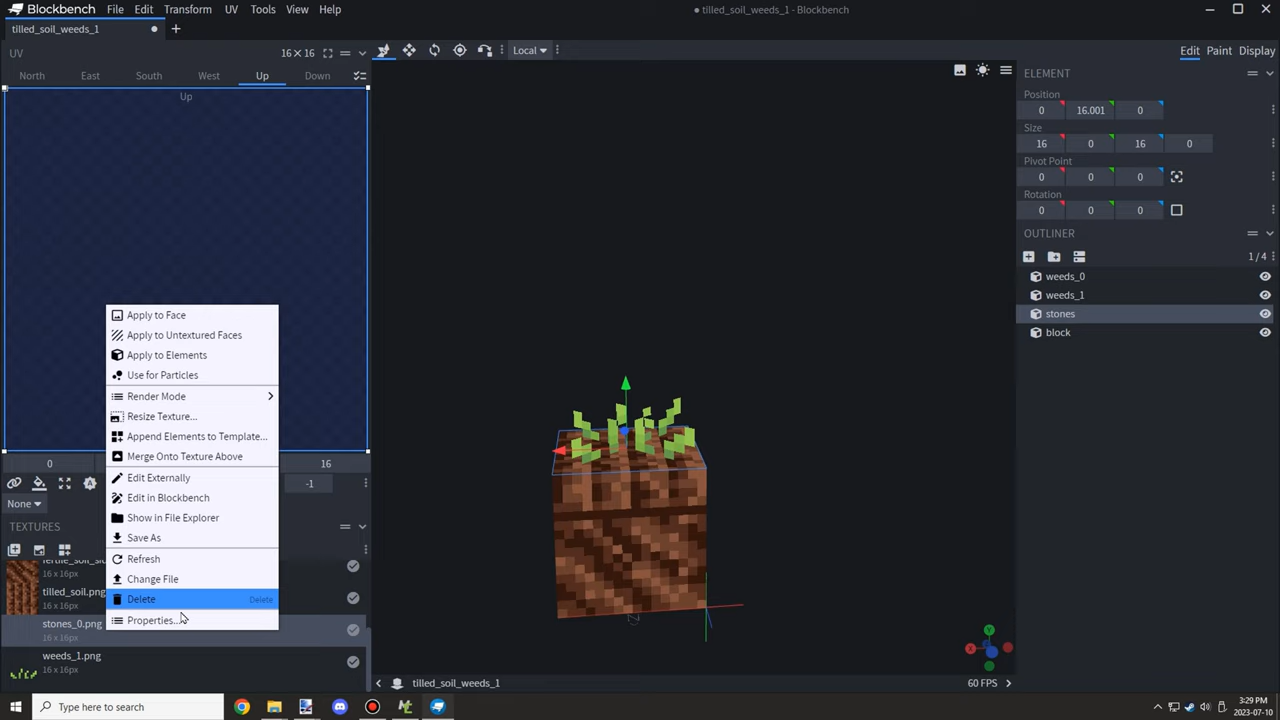 Blockbench File Edit Transform UV Tools View Help
tilled_soil_weeds_1 - Blockbench
tilled_soil_weeds_1
UV
16×16
North East South West Up Down
Local
Edit Paint Display
Up
ELEMENT
Position
0 16.001 0
Size
16 0 16 0
Pivot Point
0 0 0
Rotation
0 0 0
OUTLINER
1 / 4
weeds_0
weeds_1
stones
block
Apply to Face
Apply to Untextured Faces
Apply to Elements
Use for Particles
Render Mode
Resize Texture...
Append Elements to Template...
Merge Onto Texture Above
Edit Externally
Edit in Blockbench
Show in File Explorer
Save As
Refresh
Change File
Delete Delete
Properties...
0 16
-1
None
TEXTURES
16 x 16px
tilled_soil.png
16 x 16px
stones_0.png
16 x 16px
weeds_1.png
16 x 16px
tilled_soil_weeds_1
60 FPS
Type here to search
3:29 PM
2023-07-10